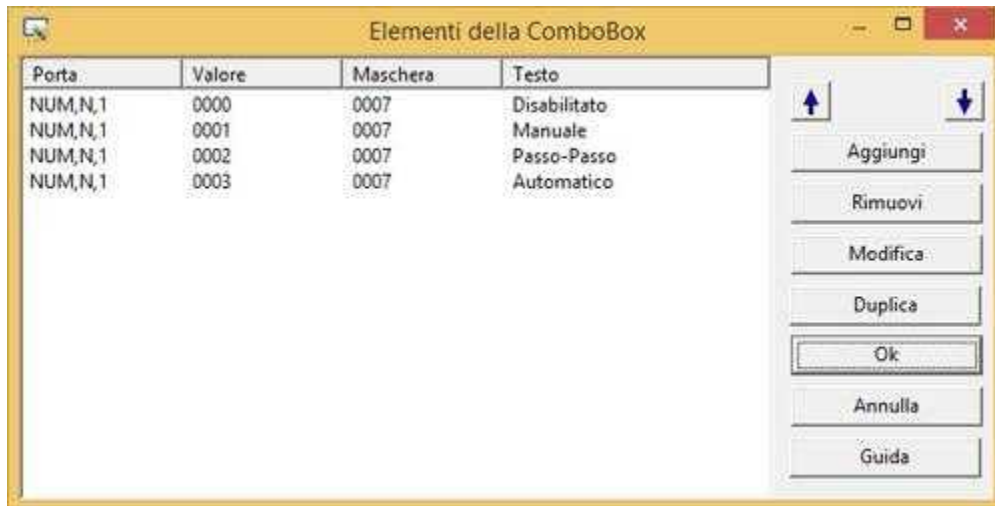 Elementi della ComboBox
Porta Valore Maschera Testo
NUM,N,1 0000 0007 Disabilitato
NUM,N,1 0001 0007 Manuale
NUM,N,1 0002 0007 Passo-Passo
NUM,N,1 0003 0007 Automatico
Aggiungi
Rimuovi
Modifica
Duplica
Ok
Annulla
Guida